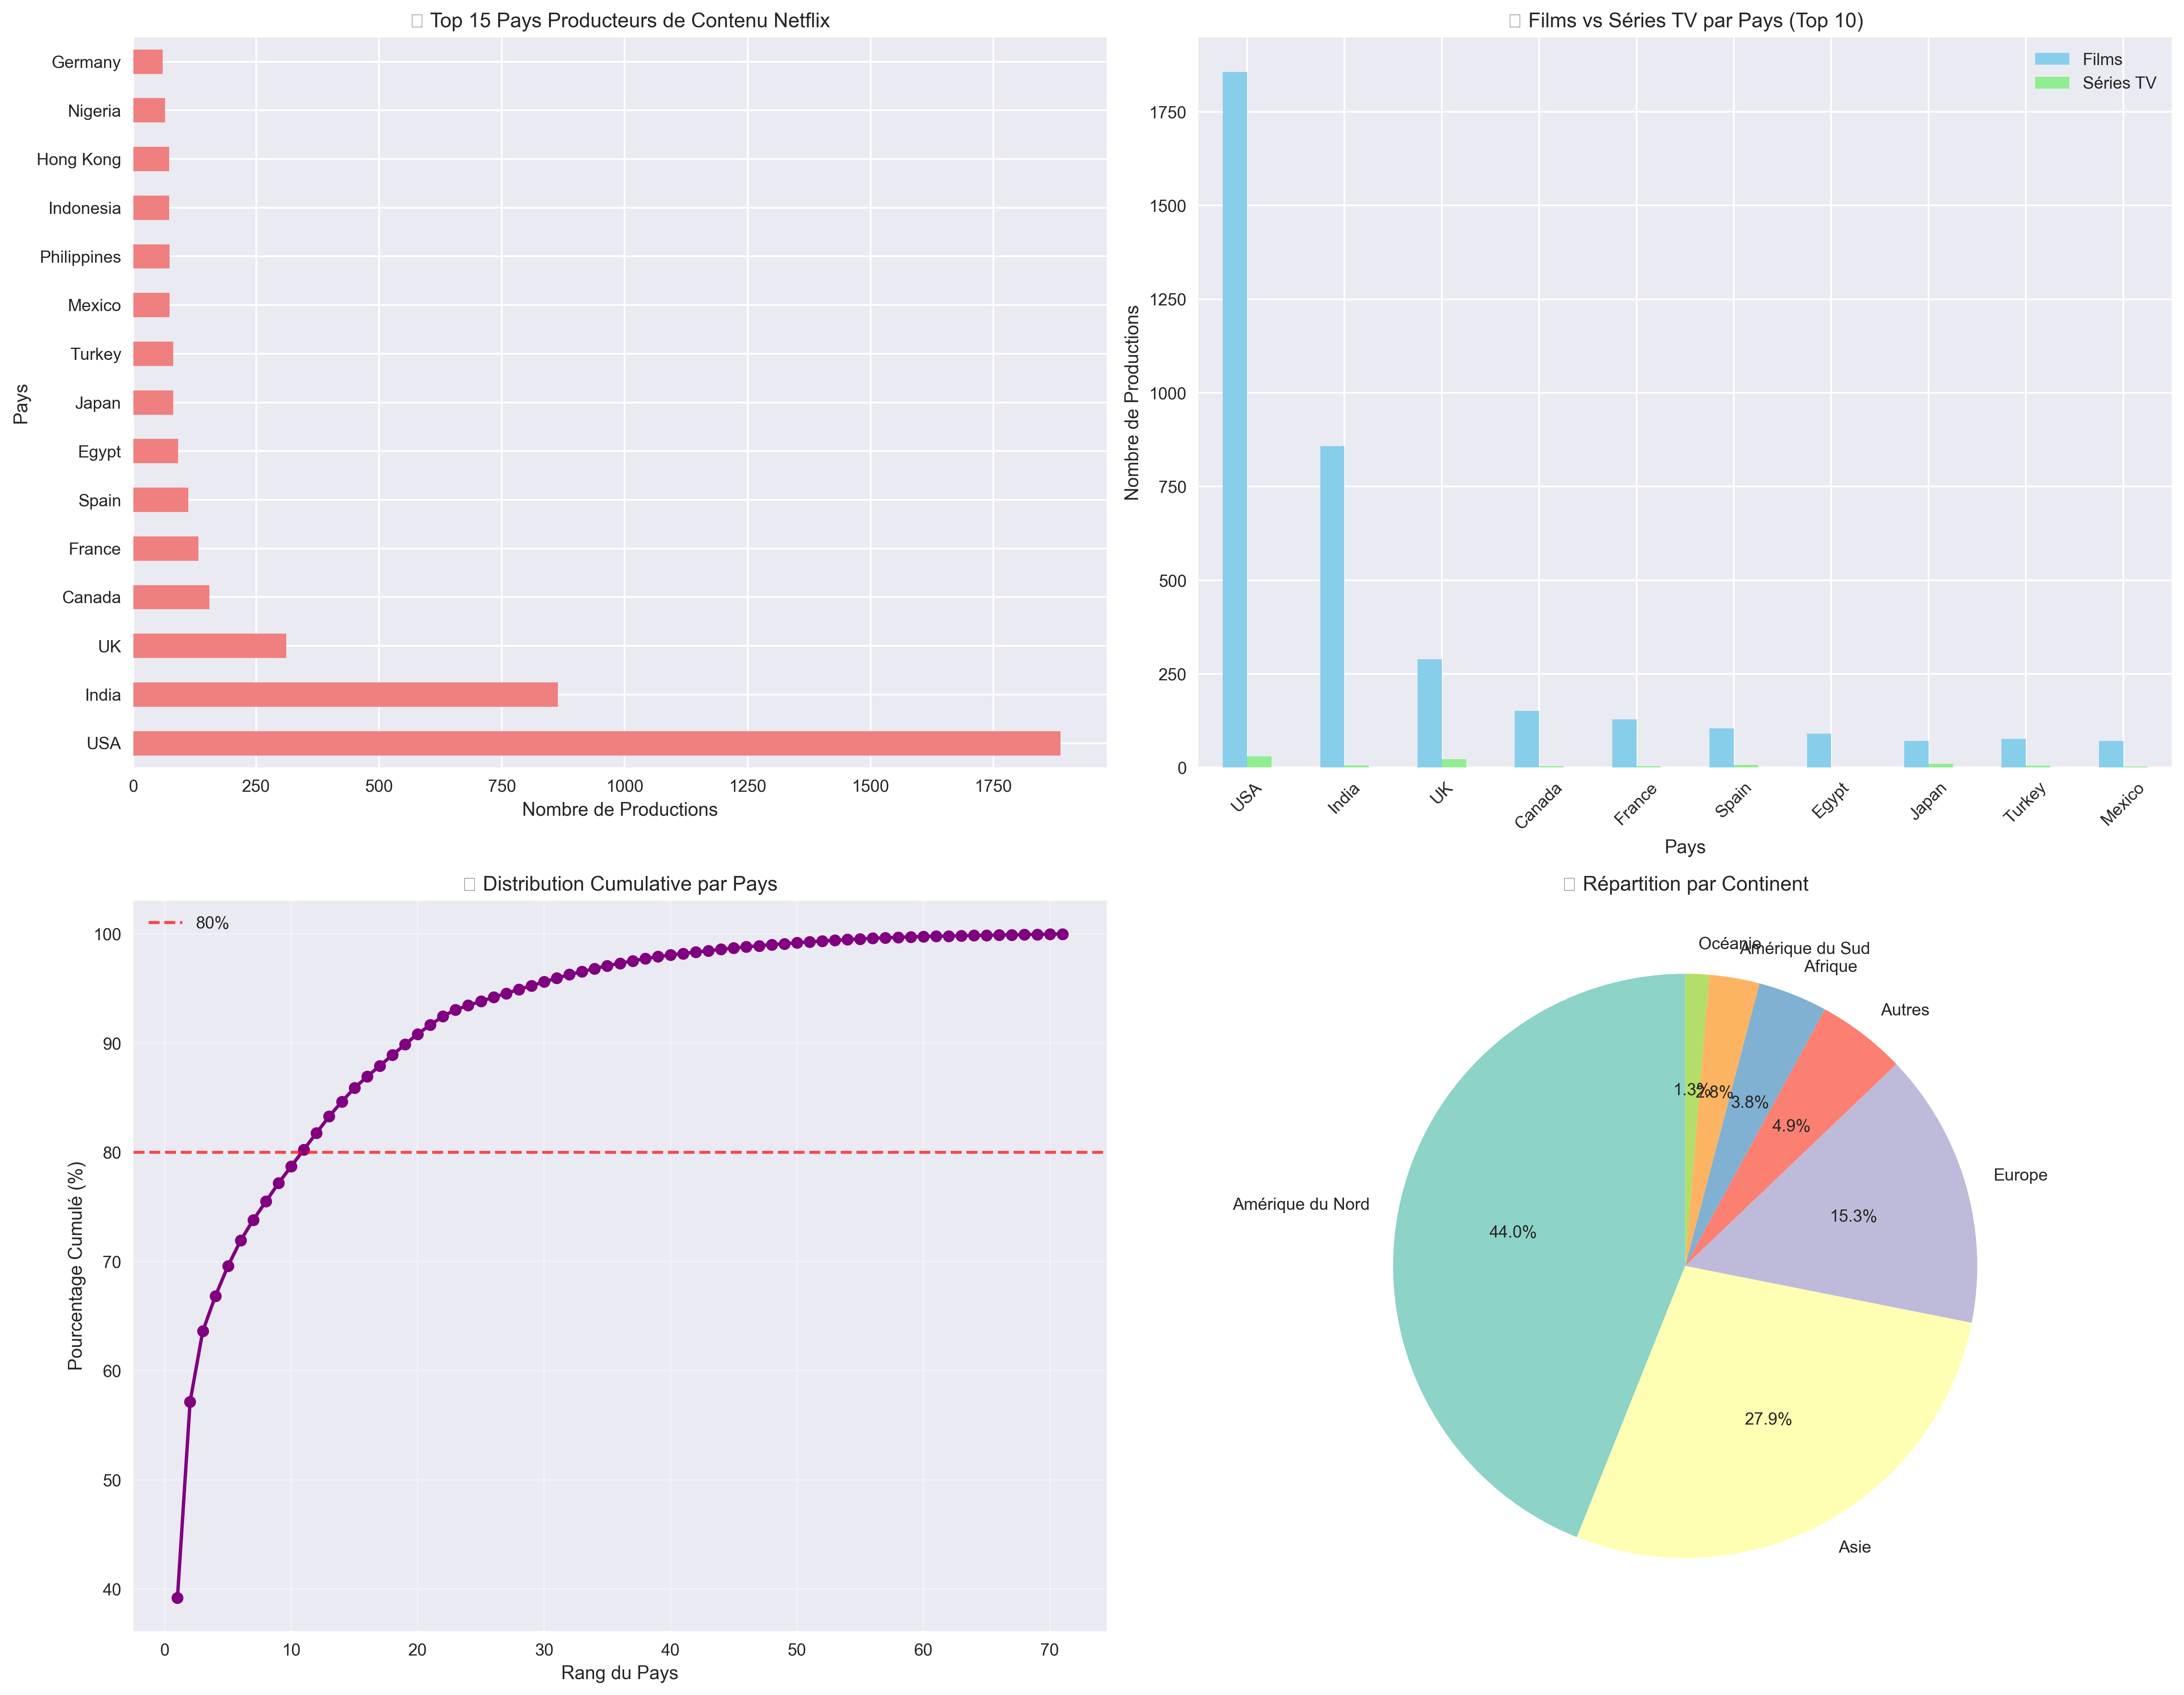 Top 15 Pays Producteurs de Contenu Netflix
Germany
Nigeria
Hong Kong
Indonesia
Philippines
Mexico
Turkey
Japan
Egypt
Spain
France
Canada
UK
India
USA
Pays
0 250 500 750 1000 1250 1500 1750
Nombre de Productions
Films vs Séries TV par Pays (Top 10)
Films
Séries TV
1750
1500
1250
1000
750
500
250
0
Nombre de Productions
USA India UK Canada France Spain Egypt Japan Turkey Mexico
Pays
Distribution Cumulative par Pays
80%
100
90
80
70
60
50
40
Pourcentage Cumulé (%)
0 10 20 30 40 50 60 70
Rang du Pays
Répartition par Continent
Océanie
Amérique du Sud
Afrique
Autres
Europe
Amérique du Nord
Asie
1.3%
2.8%
3.8%
4.9%
15.3%
44.0%
27.9%